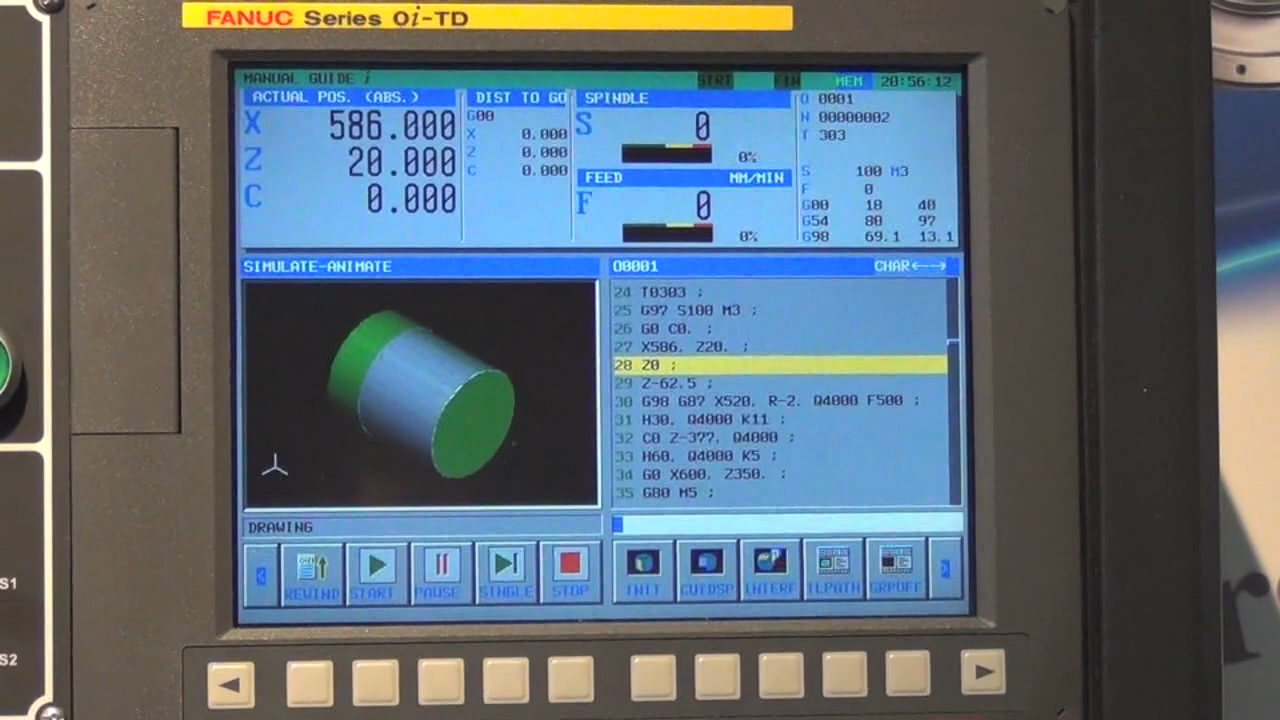 FANUC Series 0i-TD
MANUAL GUIDE i STRT FIN MEM 20:56:12
ACTUAL POS. (ABS.)
X 586.000
Z 20.000
C 0.000
DIST TO GO
G00
X 0.000
Z 0.000
C 0.000
SPINDLE
S 0
0%
FEED MM/MIN
F 0
0%
O 0001
N 00000002
T 303
S 100 M3
F 0
G00 18 40
G54 80 97
G98 69.1 13.1
SIMULATE-ANIMATE
DRAWING
O0001 CHAR←→
24 T0303 ;
25 G97 S100 M3 ;
26 G0 C0. ;
27 X586. Z20. ;
28 Z0 ;
29 Z-62.5 ;
30 G98 G87 X520. R-2. Q4000 F500 ;
31 H30. Q4000 K11 ;
32 C0 Z-377. Q4000 ;
33 H60. Q4000 K5 ;
34 G0 X600. Z350. ;
35 G80 M5 ;
< REWIND START PAUSE SINGLE STOP INIT CUTDSP INTERF TLPATH GRPOFF >
S1
S2
r